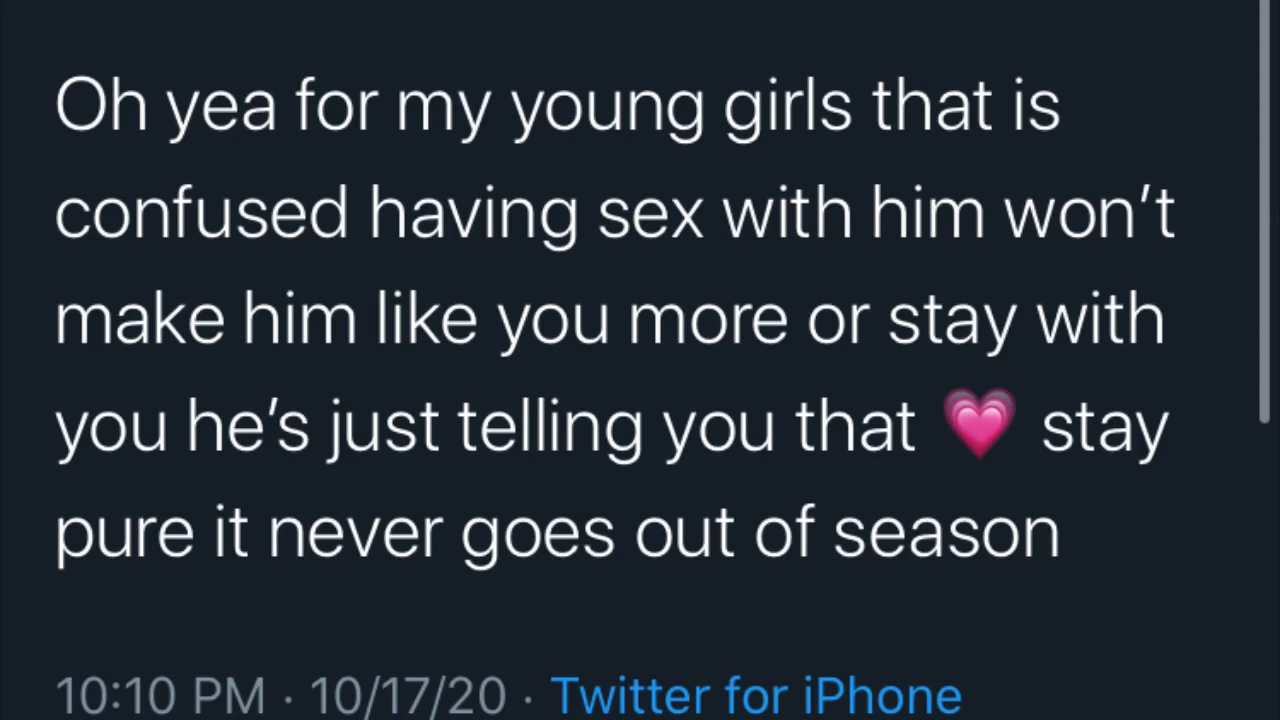 Oh yea for my young girls that is
confused having sex with him won’t
make him like you more or stay with
you he’s just telling you that 💗 stay
pure it never goes out of season
10:10 PM · 10/17/20 · Twitter for iPhone